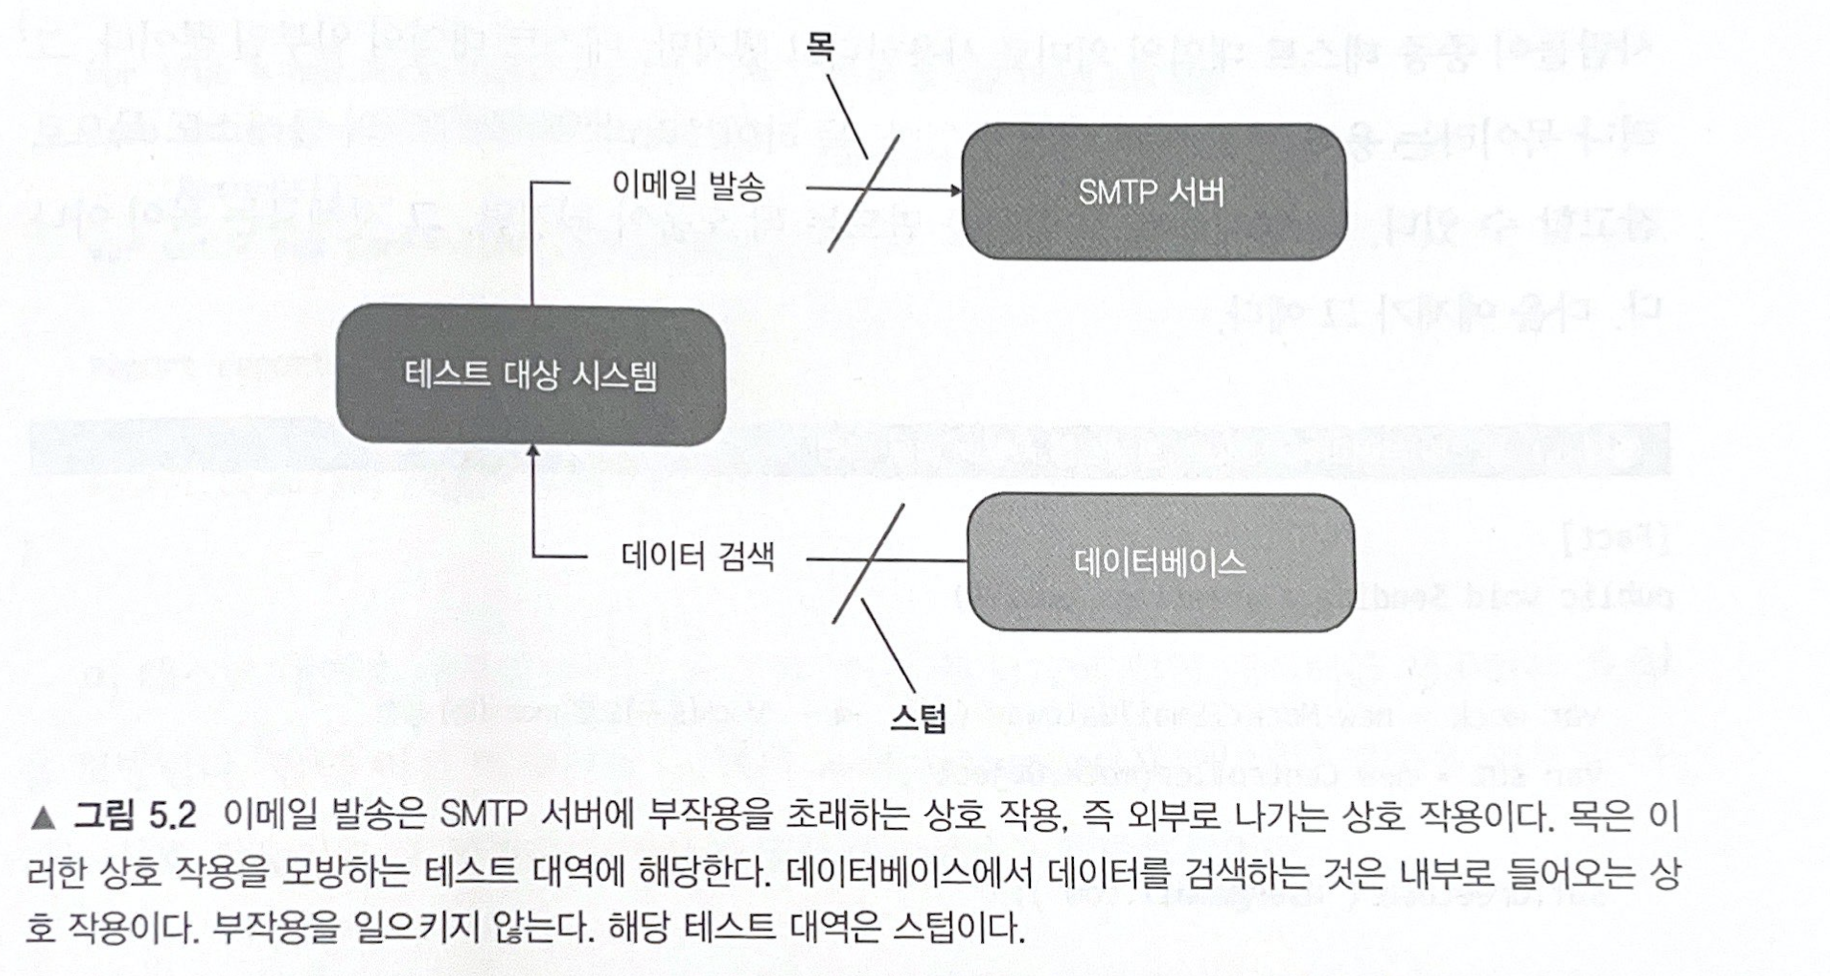 목
이메일 발송
SMTP 서버
테스트 대상 시스템
데이터 검색
데이터베이스
스텁
▲ 그림 5.2 이메일 발송은 SMTP 서버에 부작용을 초래하는 상호 작용, 즉 외부로 나가는 상호 작용이다. 목은 이
러한 상호 작용을 모방하는 테스트 대역에 해당한다. 데이터베이스에서 데이터를 검색하는 것은 내부로 들어오는 상
호 작용이다. 부작용을 일으키지 않는다. 해당 테스트 대역은 스텁이다.